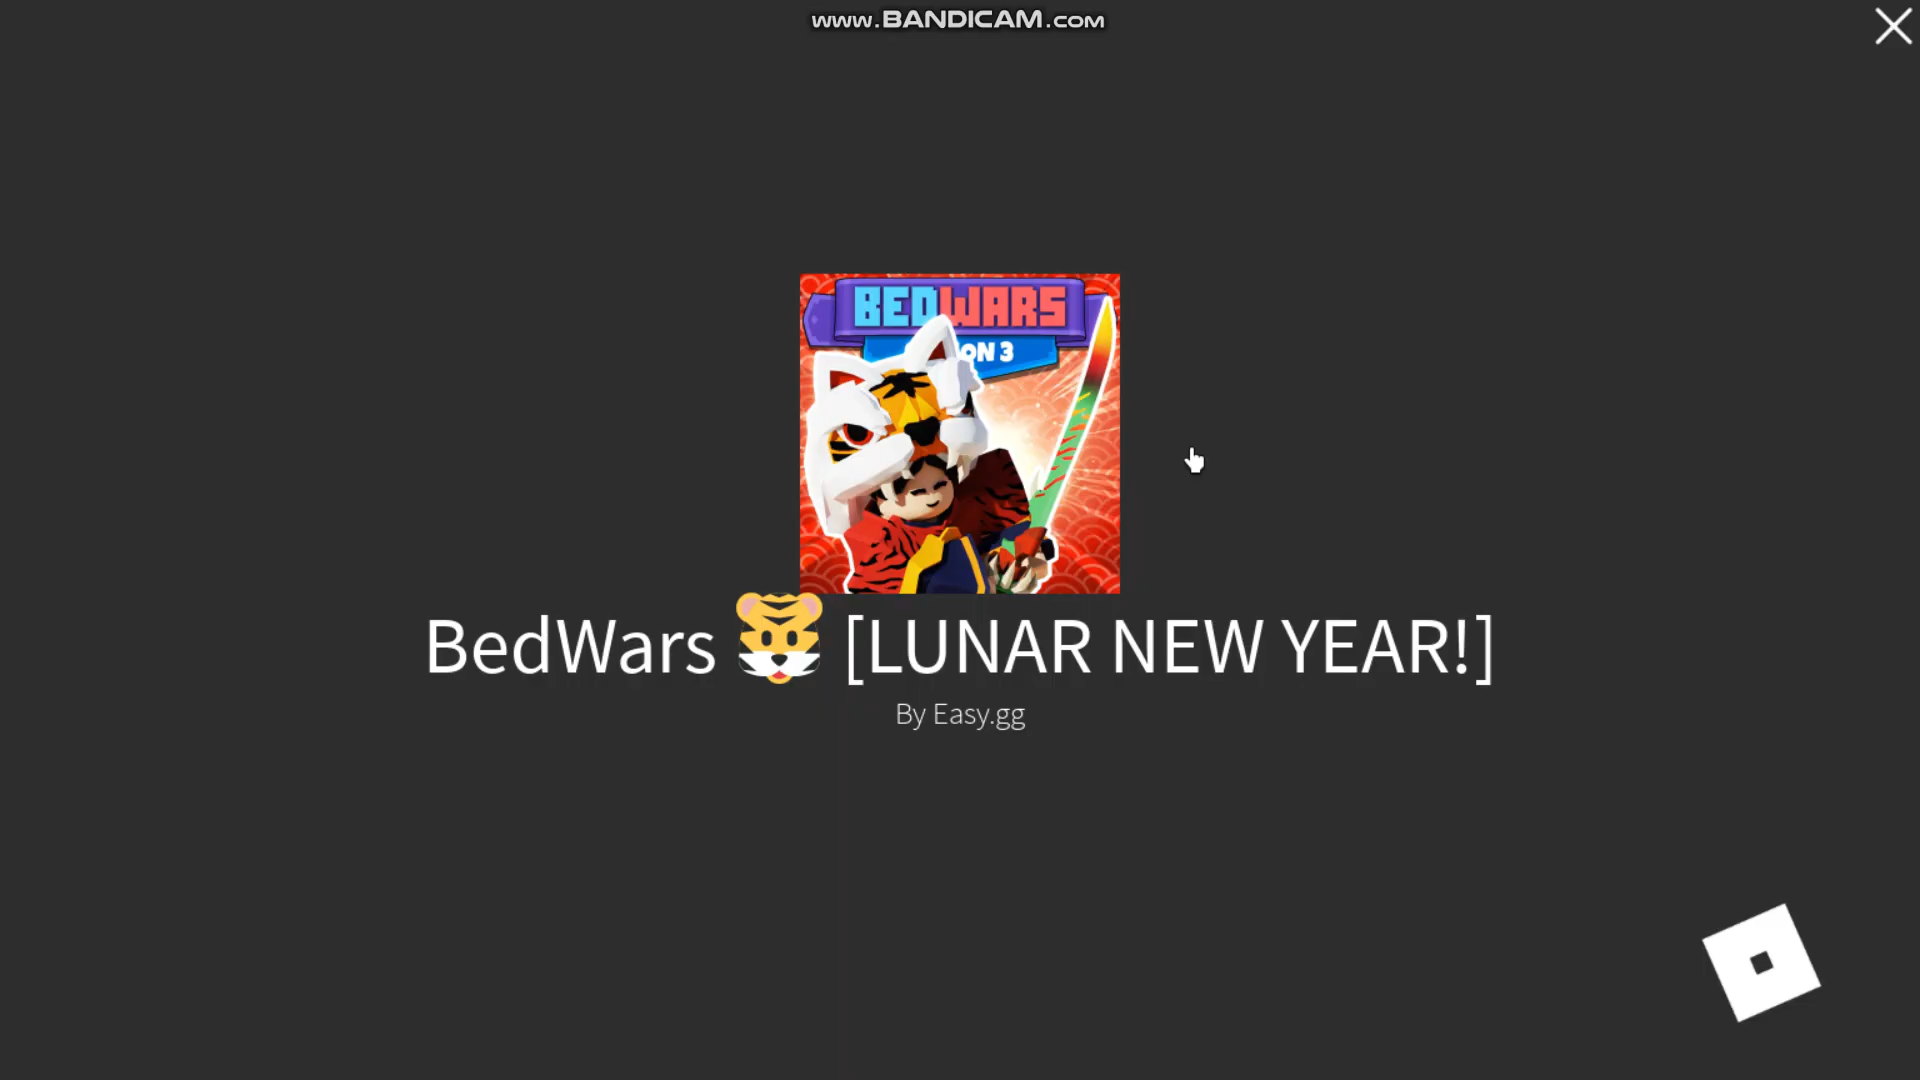 www.BANDICAM.com
BEDWARS
ON 3
BedWars 🐯 [LUNAR NEW YEAR!]
By Easy.gg